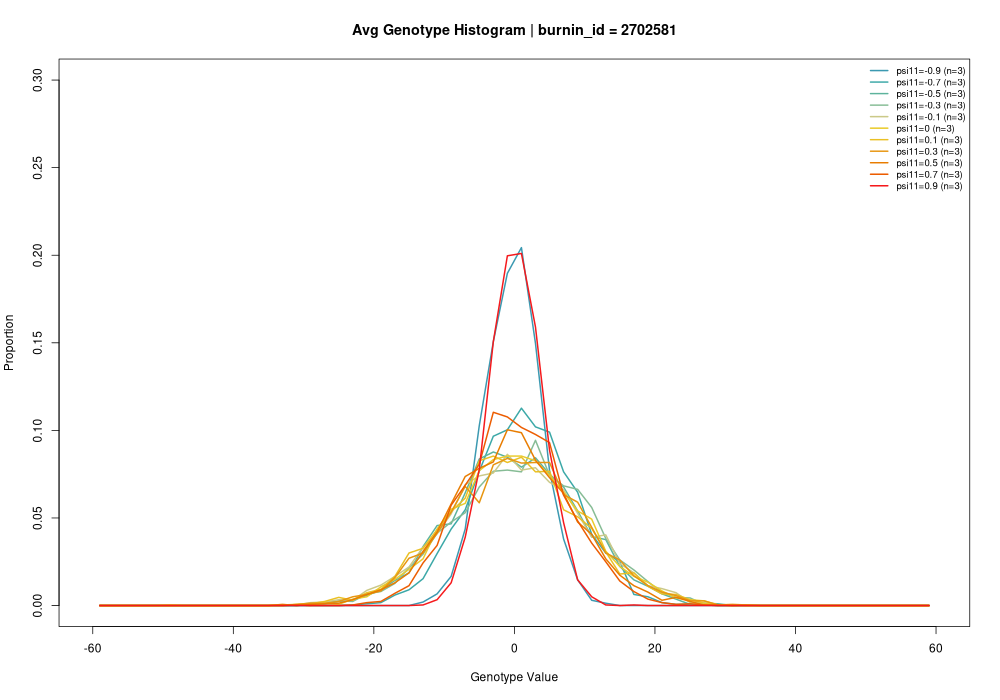 Avg Genotype Histogram | burnin_id = 2702581
Proportion
0.30
0.25
0.20
0.15
0.10
0.05
0.00
psi11=-0.9 (n=3)
psi11=-0.7 (n=3)
psi11=-0.5 (n=3)
psi11=-0.3 (n=3)
psi11=-0.1 (n=3)
psi11=0 (n=3)
psi11=0.1 (n=3)
psi11=0.3 (n=3)
psi11=0.5 (n=3)
psi11=0.7 (n=3)
psi11=0.9 (n=3)
-60 -40 -20 0 20 40 60
Genotype Value